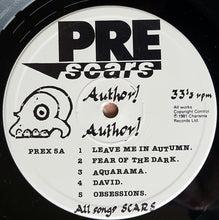 PRE
scars
Author!
Author!
33⅓ rpm
All works
Copyright Control
℗ 1981 Charisma
Records Ltd.
PREX 5A
1 LEAVE ME IN AUTUMN.
2 FEAR OF THE DARK.
3 AQUARAMA.
4 DAVID.
5 OBSESSIONS.
All songs SCARS